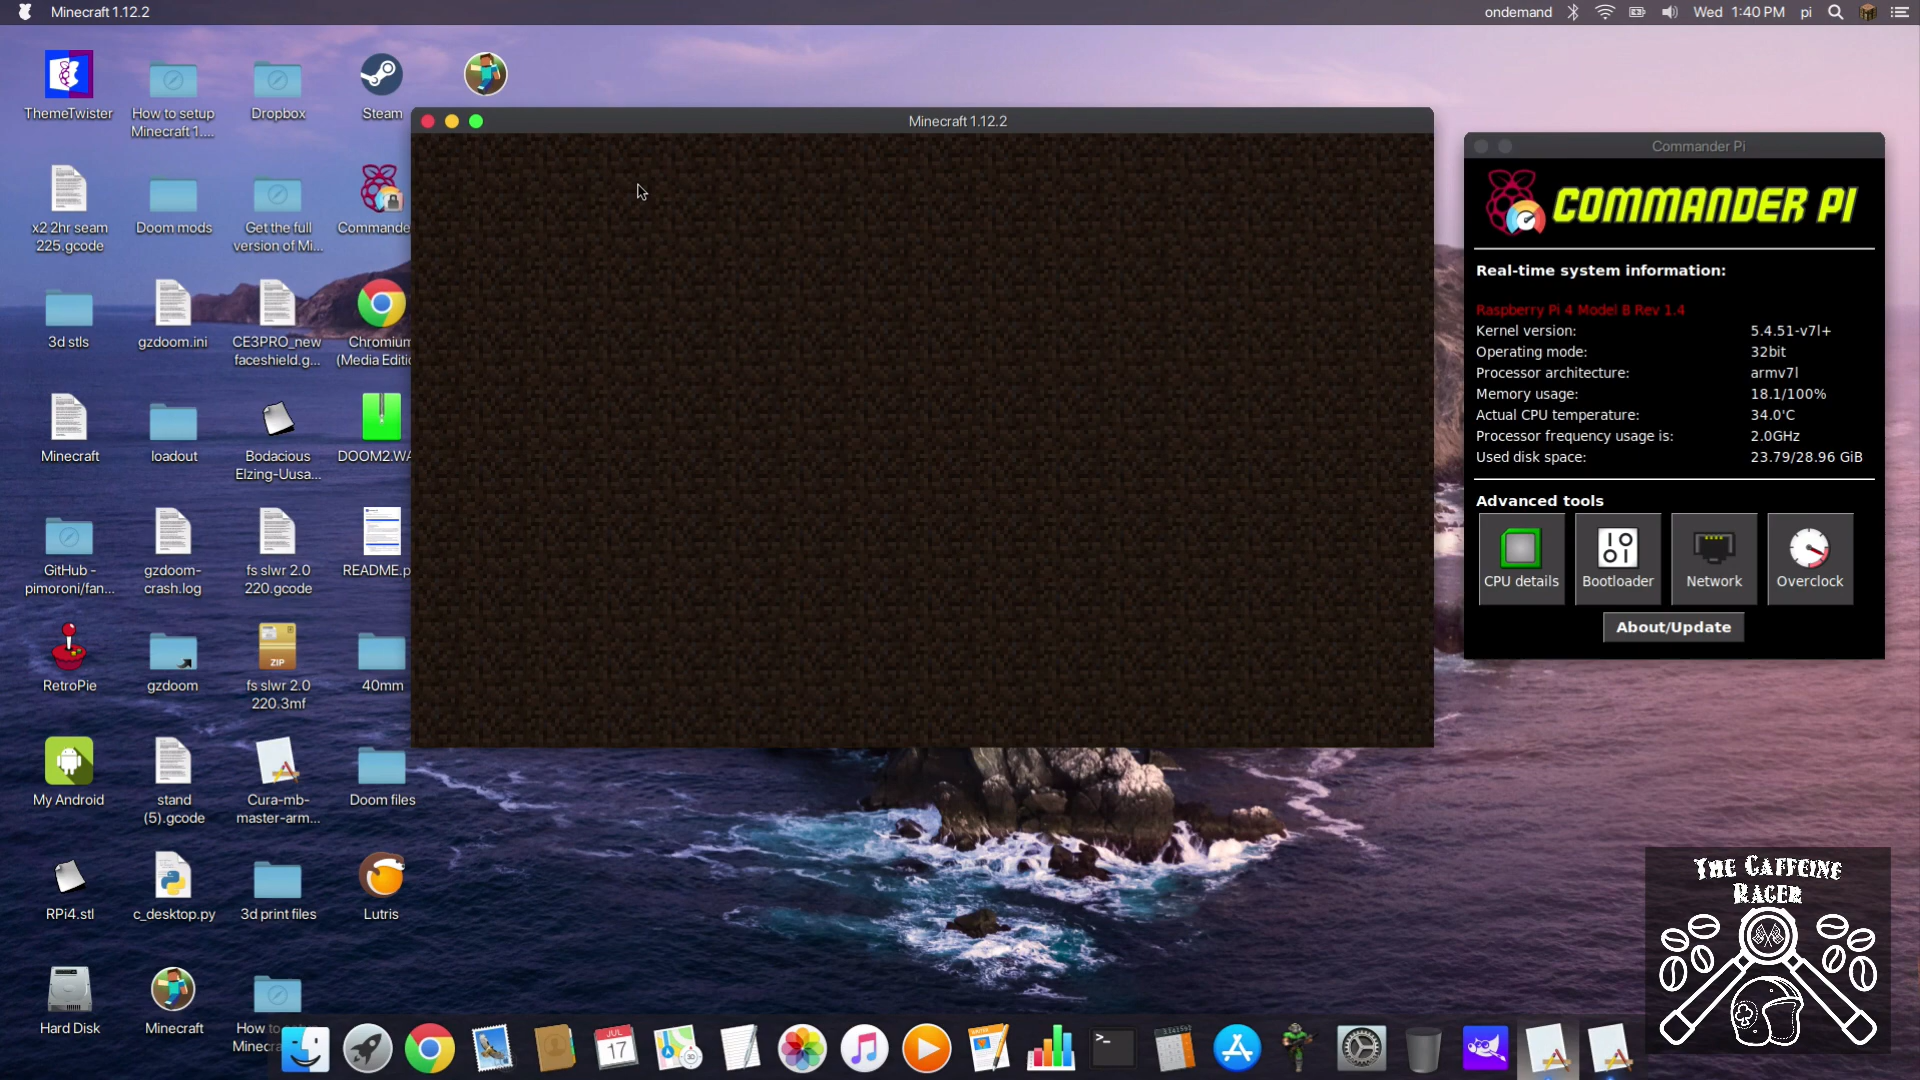 Minecraft 1.12.2
ondemand
Wed 1:40 PM
pi
ThemeTwister
How to setup
Minecraft 1....
Dropbox
Steam
x2 2hr seam
225.gcode
Doom mods
Get the full
version of Mi...
Commande
3d stls
gzdoom.ini
CE3PRO_new
faceshield.g...
Chromium
(Media Editi
Minecraft
loadout
Bodacious
Elzing-Uusa...
DOOM2.WA
GitHub -
pimoroni/fan...
gzdoom-
crash.log
fs slwr 2.0
220.gcode
README.p
RetroPie
gzdoom
ZIP
fs slwr 2.0
220.3mf
40mm
My Android
stand
(5).gcode
Cura-mb-
master-arm...
Doom files
RPi4.stl
c_desktop.py
3d print files
Lutris
Hard Disk
Minecraft
How to set
Minecra
Minecraft 1.12.2
Commander Pi
COMMANDER PI
Real-time system information:
Raspberry Pi 4 Model B Rev 1.4
Kernel version: 5.4.51-v7l+
Operating mode: 32bit
Processor architecture: armv7l
Memory usage: 18.1/100%
Actual CPU temperature: 34.0'C
Processor frequency usage is: 2.0GHz
Used disk space: 23.79/28.96 GiB
Advanced tools
CPU details
Bootloader
Network
Overclock
About/Update
THE CAFFEINE
RACER
JUL
17